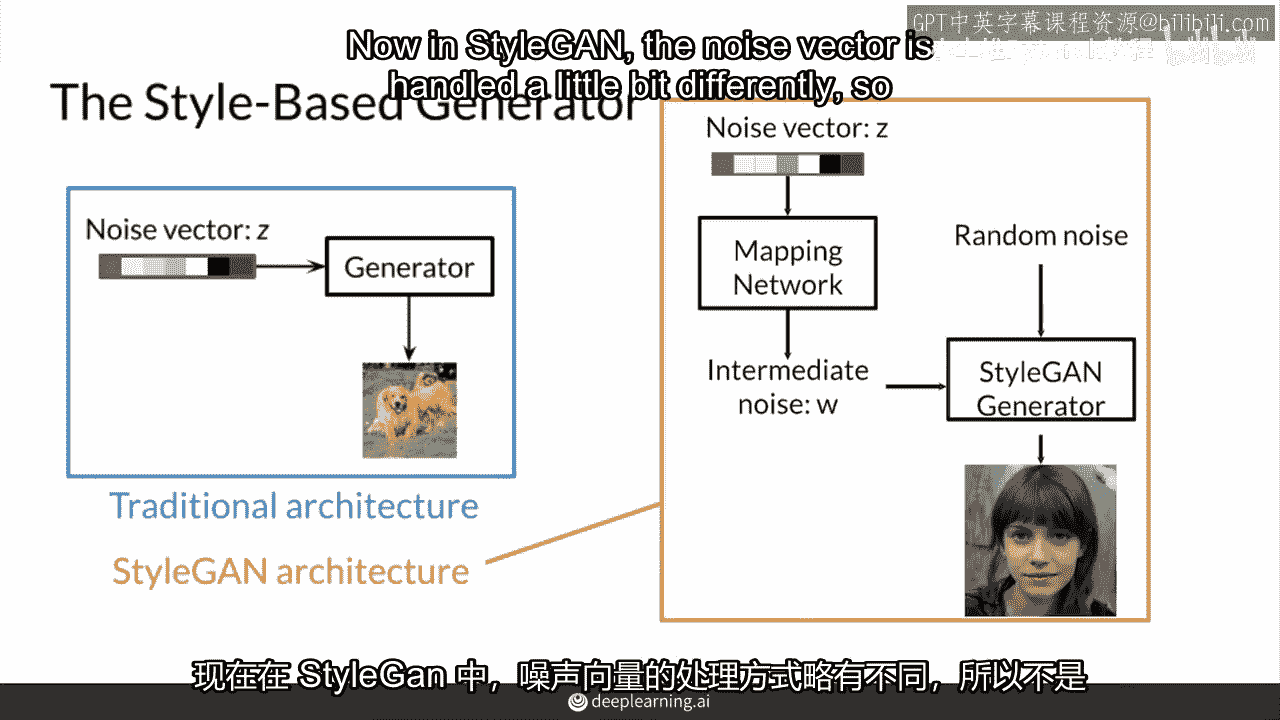 GPT中英字幕课程资源@bilibili.com
Now in StyleGAN, the noise vector is
handled a little bit differently, so
The Style-Based Generator
Noise vector: z
Generator
Traditional architecture
StyleGAN architecture
Noise vector: z
Mapping
Network
Intermediate
noise: w
Random noise
StyleGAN
Generator
现在在 StyleGan 中，噪声向量的处理方式略有不同，所以不是
deeplearning.ai